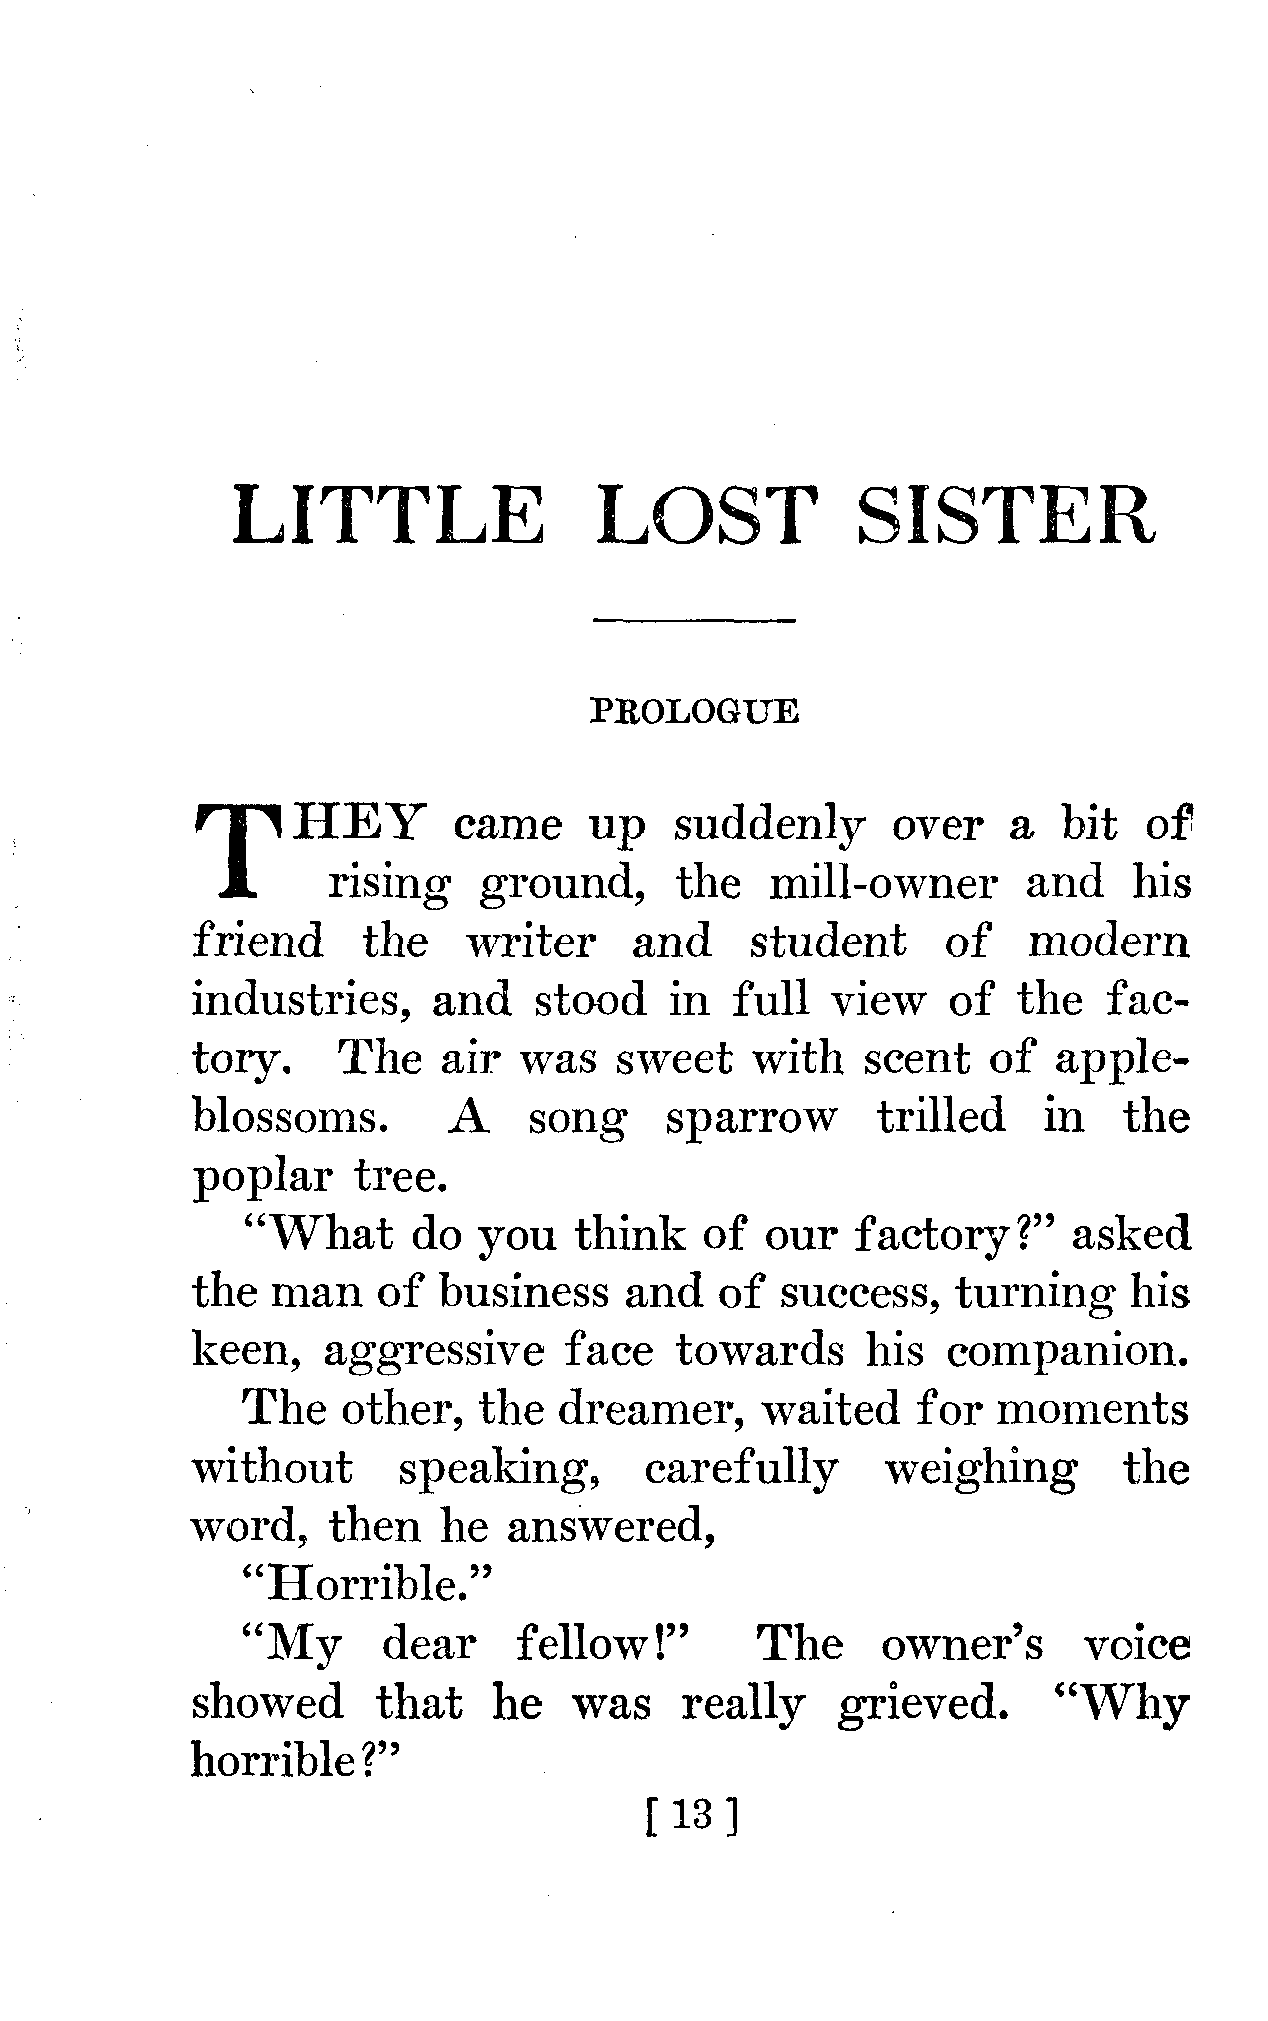 LITTLE LOST SISTER
PROLOGUE
THEY came up suddenly over a bit of
rising ground, the mill-owner and his
friend the writer and student of modern
industries, and stood in full view of the fac-
tory. The air was sweet with scent of apple-
blossoms. A song sparrow trilled in the
poplar tree.
"What do you think of our factory?" asked
the man of business and of success, turning his
keen, aggressive face towards his companion.
The other, the dreamer, waited for moments
without speaking, carefully weighing the
word, then he answered,
"Horrible."
"My dear fellow!" The owner's voice
showed that he was really grieved. "Why
horrible?"
[ 13 ]